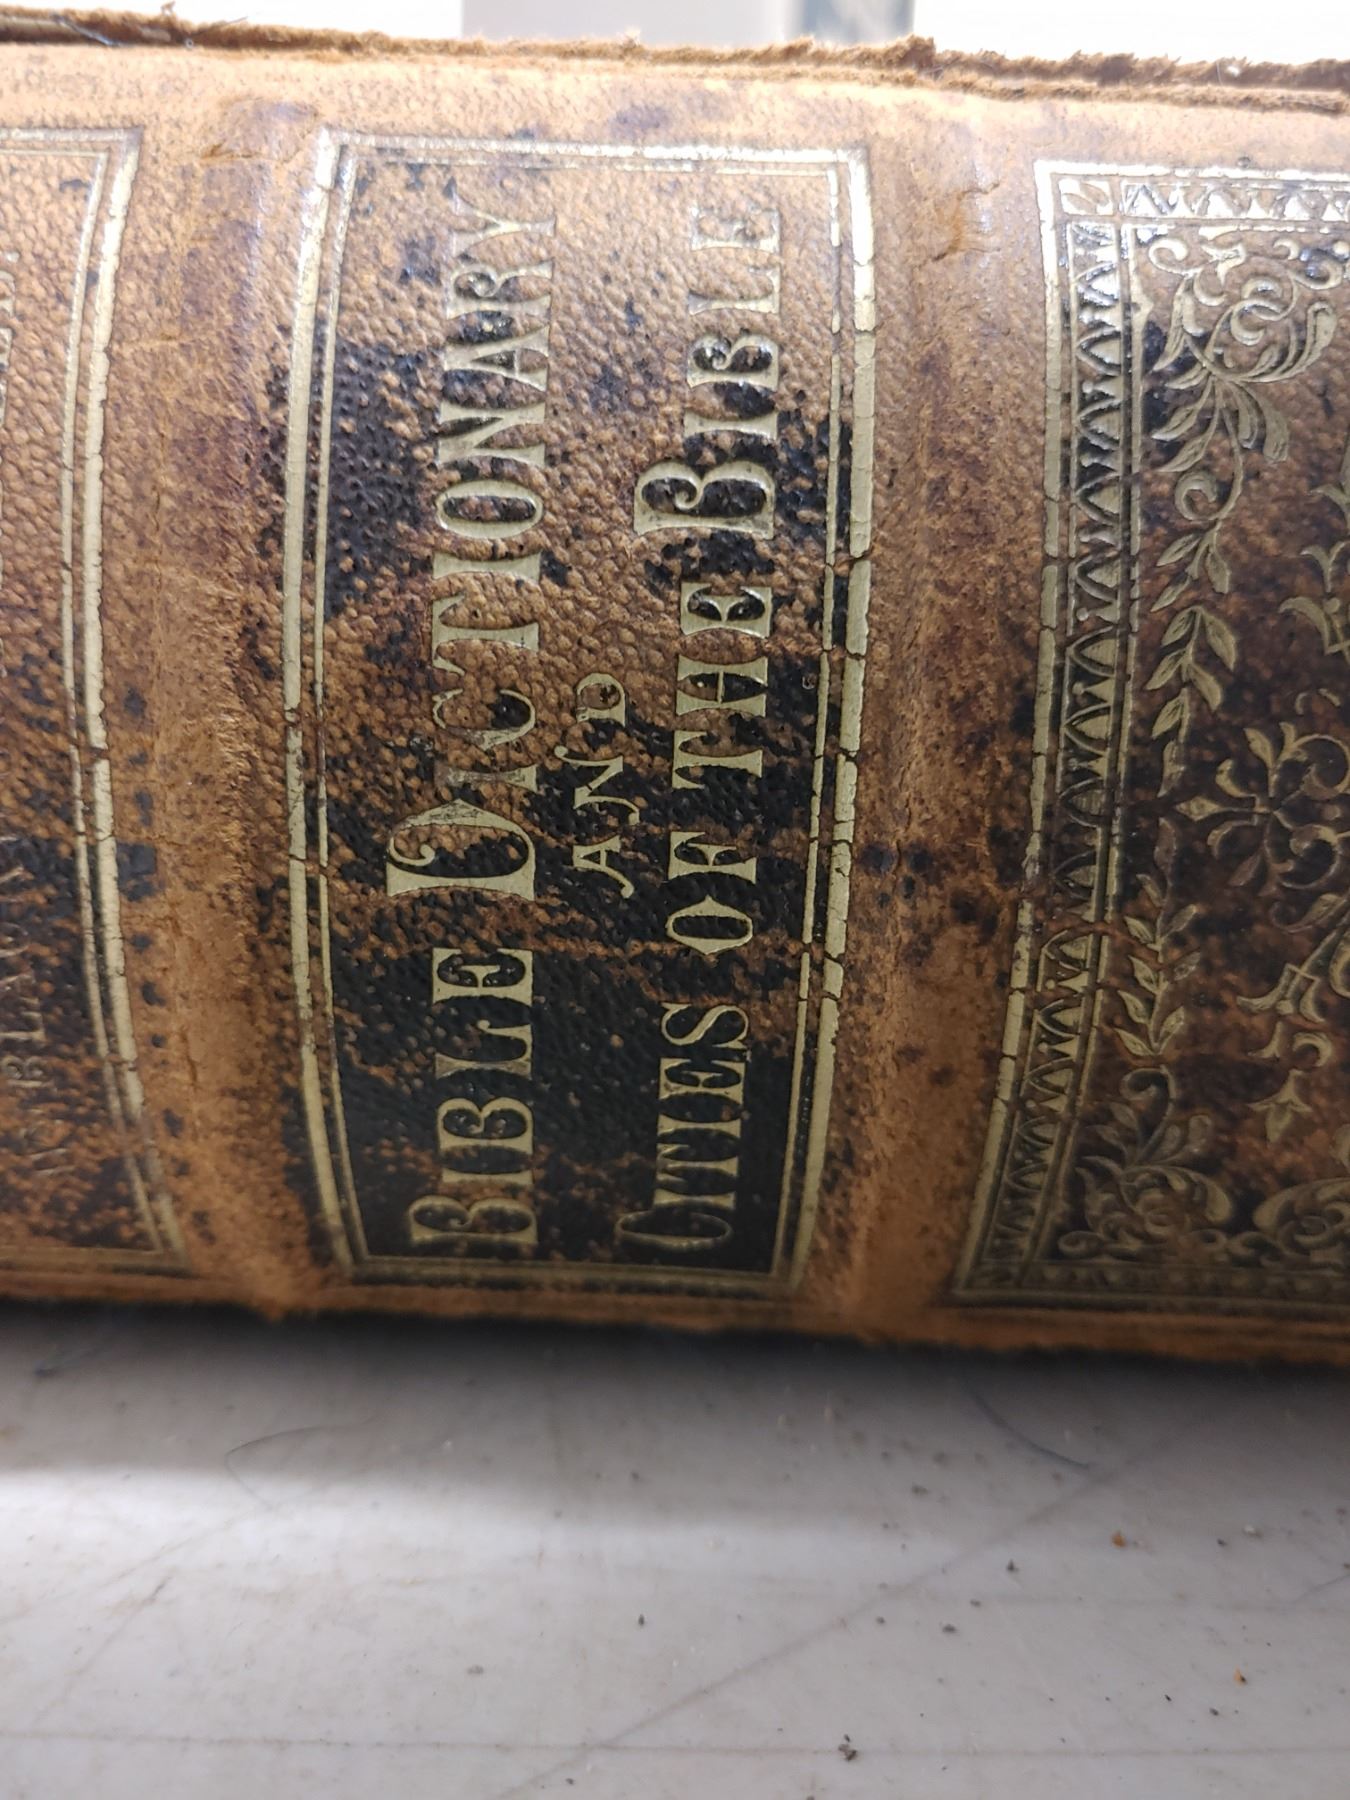 BIBLE DICTIONARY
AND
CITIES OF THE BIBLE